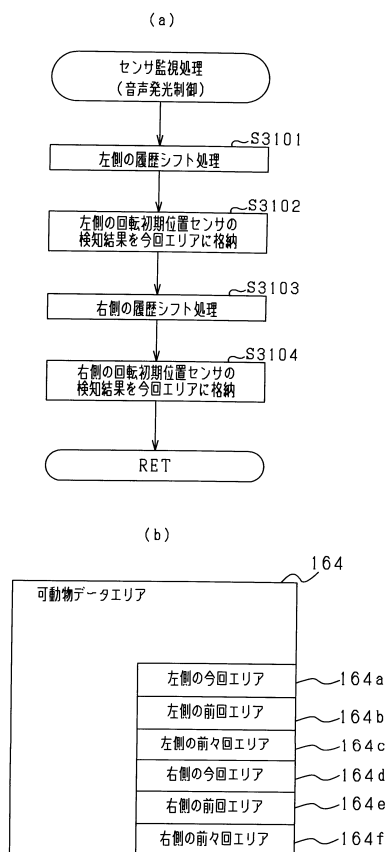 (a)
センサ監視処理
(音声発光制御)
S3101
左側の履歴シフト処理
S3102
左側の回転初期位置センサの
検知結果を今回エリアに格納
S3103
右側の履歴シフト処理
S3104
右側の回転初期位置センサの
検知結果を今回エリアに格納
RET
(b)
164
可動物データエリア
左側の今回エリア
164a
左側の前回エリア
164b
左側の前々回エリア
164c
右側の今回エリア
164d
右側の前回エリア
164e
右側の前々回エリア
164f